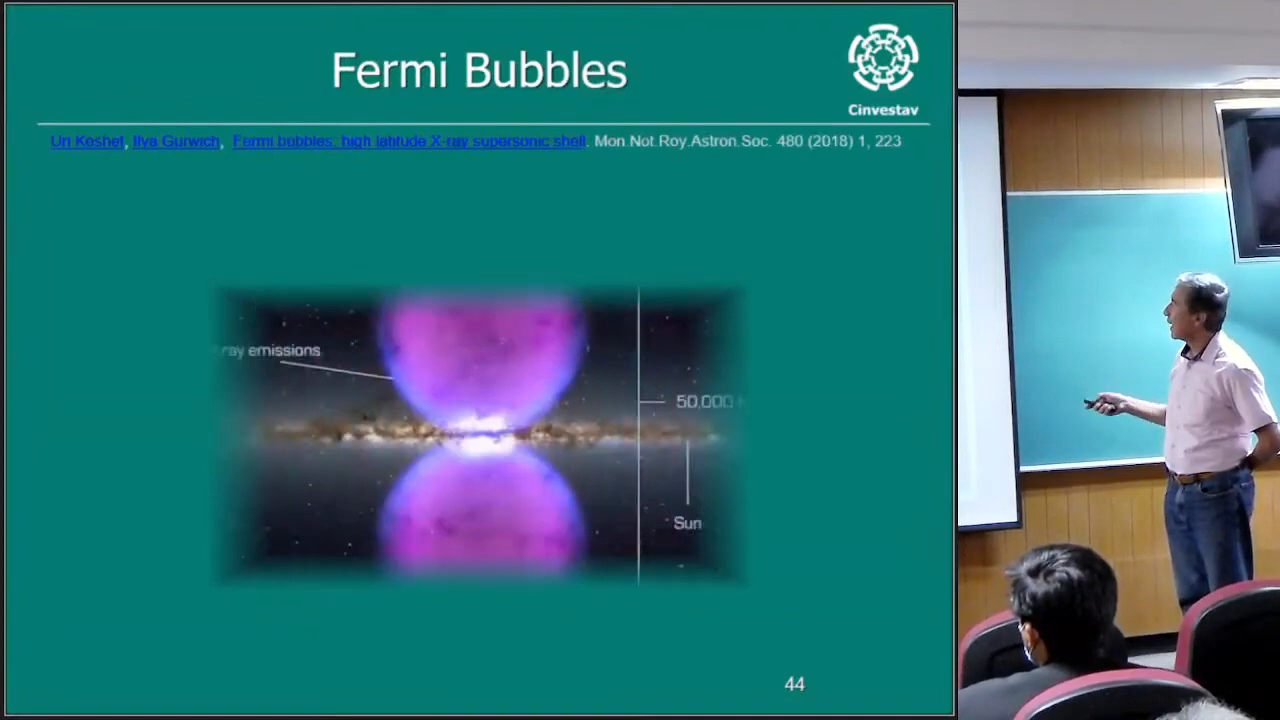 Fermi Bubbles
Cinvestav
Uri Keshet, Ilya Gurwich, Fermi bubbles: high latitude X-ray supersonic shell. Mon.Not.Roy.Astron.Soc. 480 (2018) 1, 223
ray emissions
50,000
Sun
44